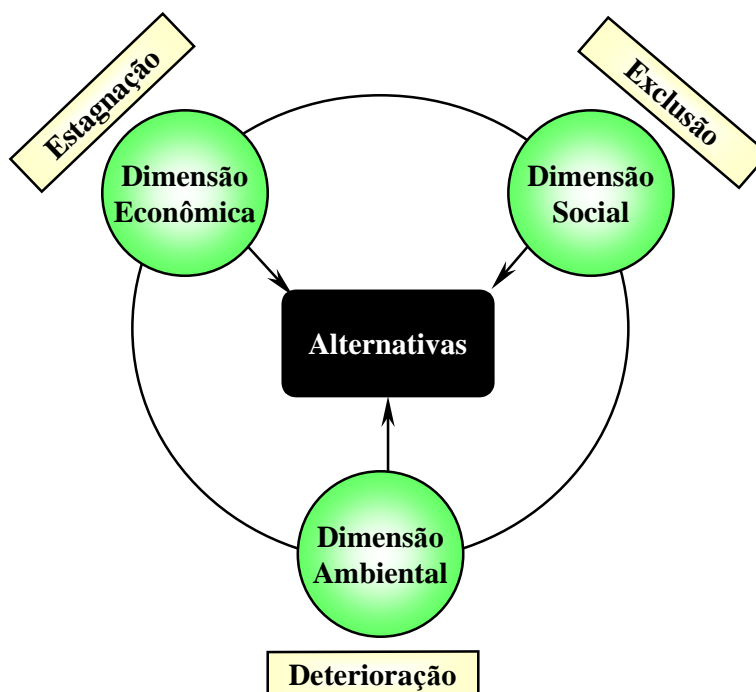 Estagnação
Exclusão
Dimensão
Econômica
Dimensão
Social
Alternativas
Dimensão
Ambiental
Deterioração